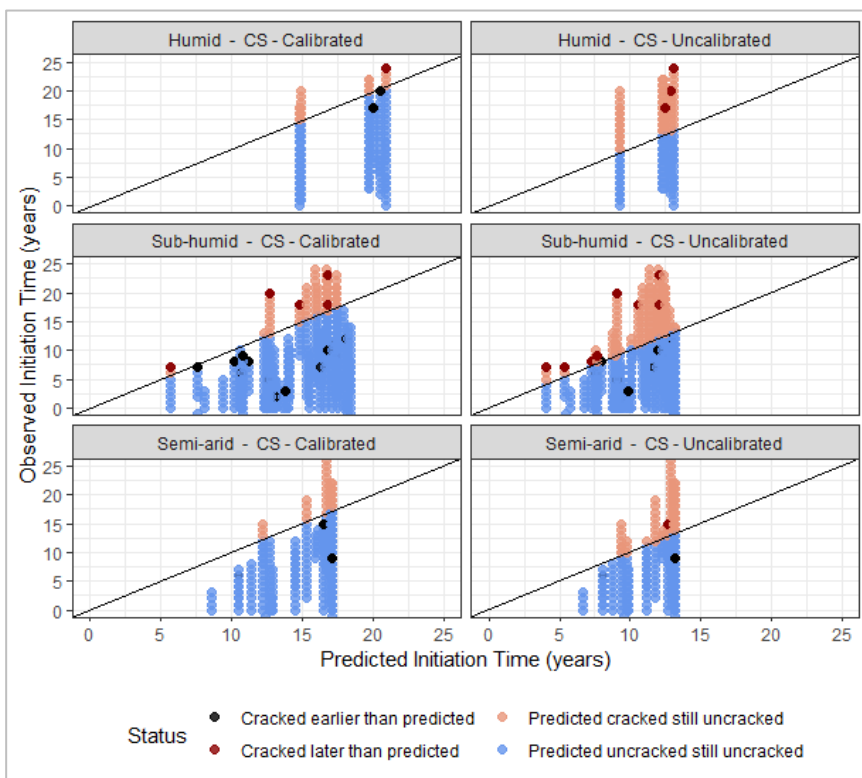 Humid - CS - Calibrated
Humid - CS - Uncalibrated
25
20
15
10
5
0
Sub-humid - CS - Calibrated
Sub-humid - CS - Uncalibrated
25
20
15
10
5
0
Semi-arid - CS - Calibrated
Semi-arid - CS - Uncalibrated
25
20
15
10
5
0
Observed Initiation Time (years)
0 5 10 15 20 25 0 5 10 15 20 25
Predicted Initiation Time (years)
Status
Cracked earlier than predicted
Predicted cracked still uncracked
Cracked later than predicted
Predicted uncracked still uncracked